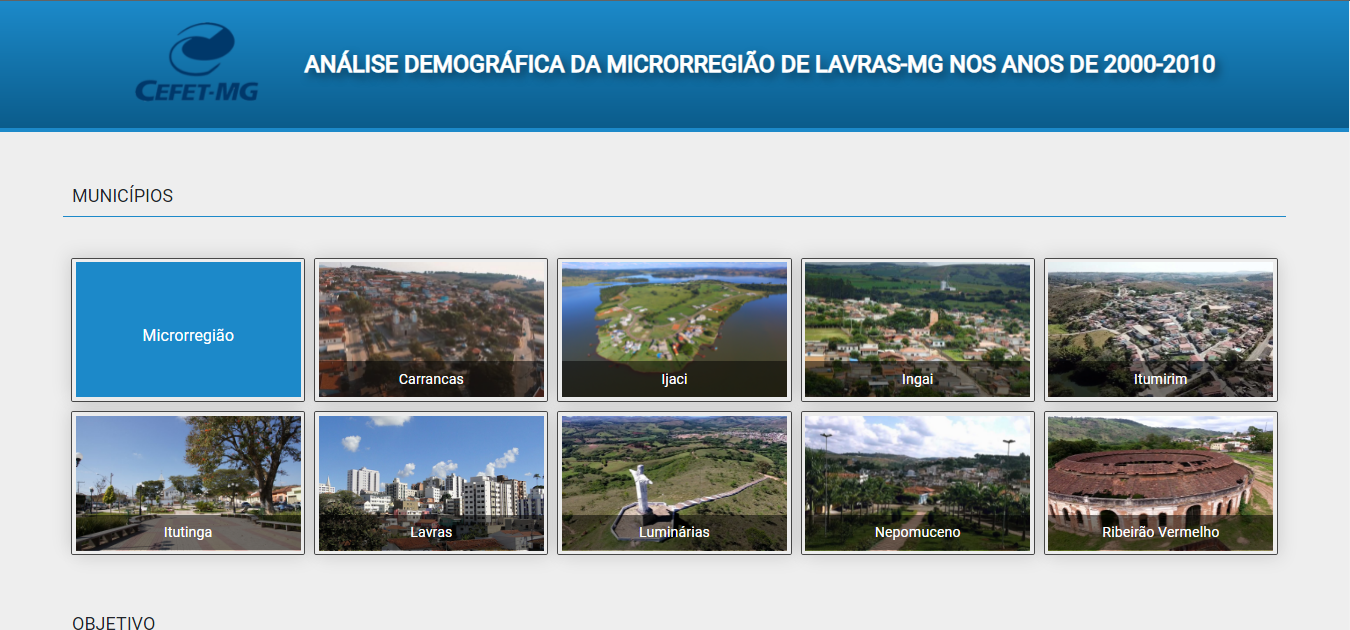 CEFET-MG
ANÁLISE DEMOGRÁFICA DA MICRORREGIÃO DE LAVRAS-MG NOS ANOS DE 2000-2010
MUNICÍPIOS
Microrregião
Carrancas
Ijaci
Ingai
Itumirim
Itutinga
Lavras
Luminárias
Nepomuceno
Ribeirão Vermelho
OBJETIVO